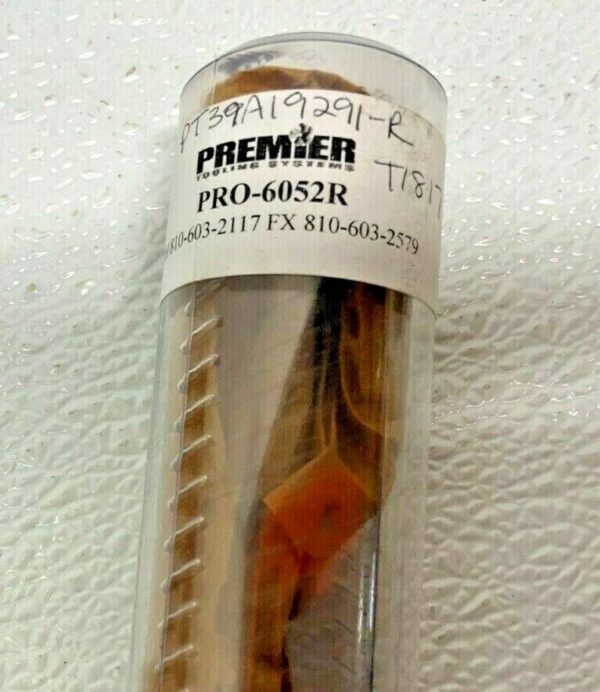 PT39A19291-R
PREMIER
TOOLING SYSTEMS
T1817
PRO-6052R
810-603-2117 FX 810-603-2579